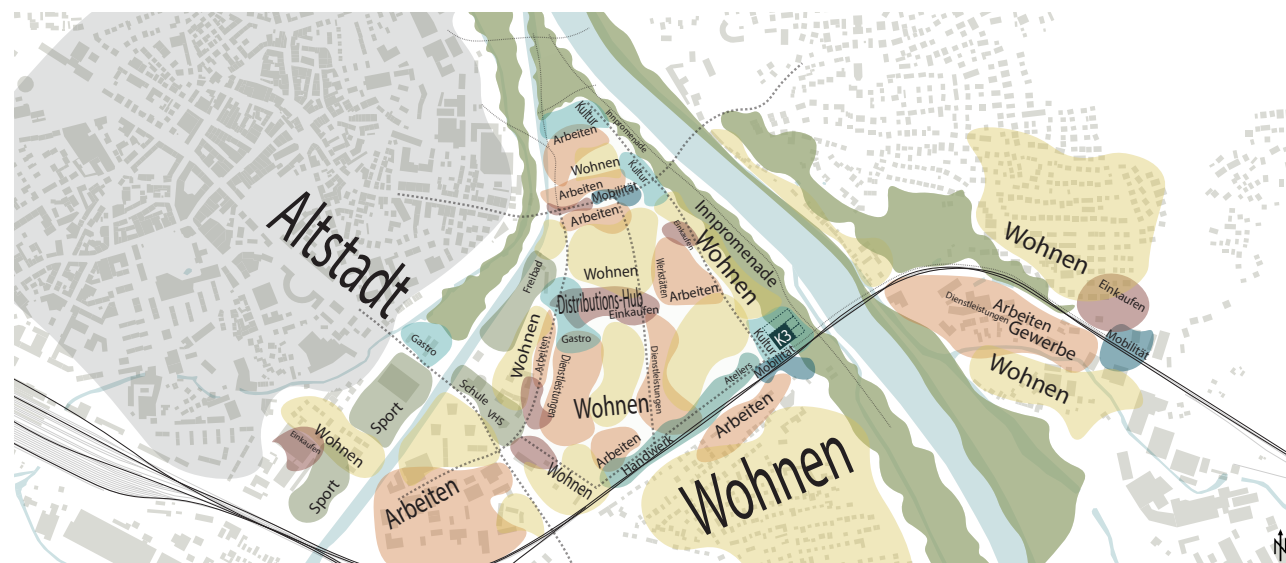 Kultur
Innpromenade
Arbeiten
Wohnen
Kultur
Arbeiten
Mobilität
Arbeiten
Altstadt
Einkaufen
Wohnen
Innpromenade
Freibad
Wohnen
Werkstätten
Arbeiten
Distributions-Hub
Einkaufen
Gastro
Gastro
Wohnen
Arbeiten
Dienstleistungen
Dienstleistungen
Kultur
K3
Mobilität
Ateliers
Schule
VHS
Wohnen
Arbeiten
Arbeiten
Handwerk
Wohnen
Sport
Einkaufen
Wohnen
Sport
Arbeiten
Wohnen
Wohnen
Einkaufen
Mobilität
Arbeiten
Dienstleistungen
Gewerbe
Wohnen
N